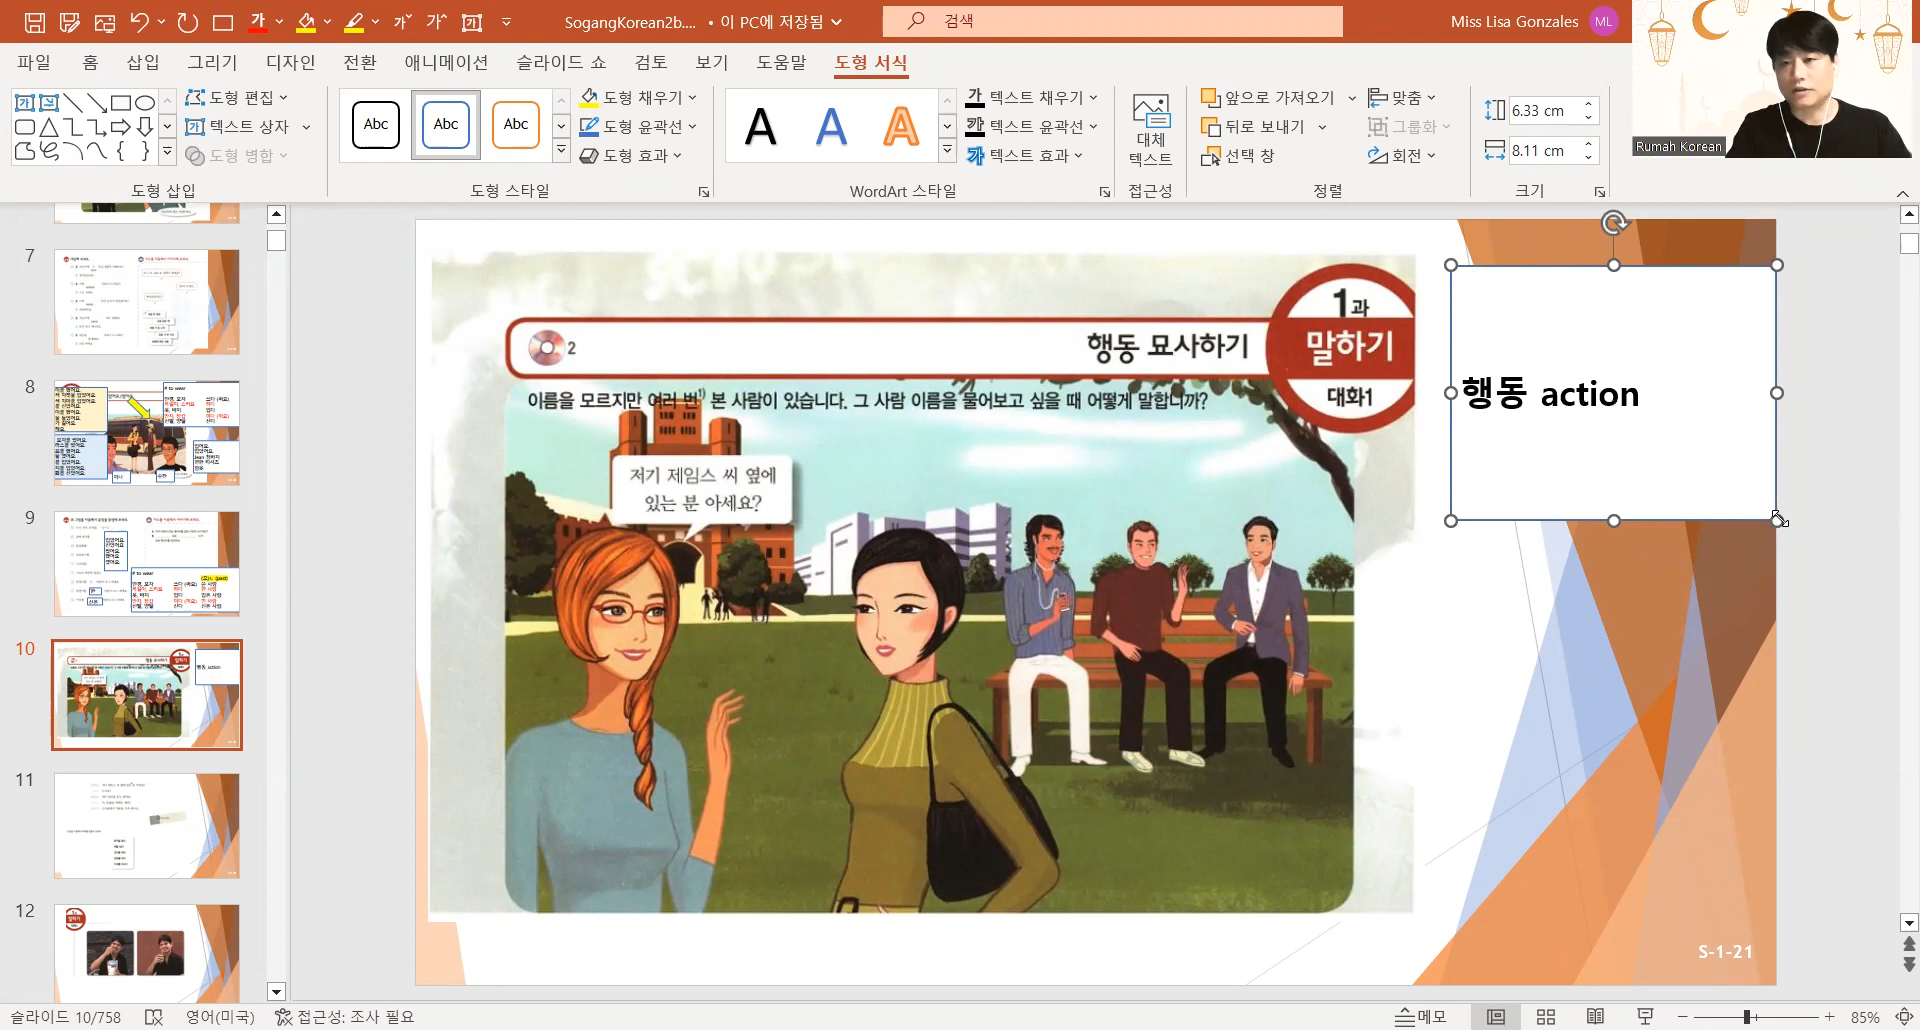 가
가
가
가
SogangKorean2b.... • 이 PC에 저장됨
검색
Miss Lisa Gonzales
ML
파일
홈
삽입
그리기
디자인
전환
애니메이션
슬라이드 쇼
검토
보기
도움말
도형 서식
도형 편집
텍스트 상자
도형 병합
도형 삽입
Abc
Abc
Abc
도형 채우기
도형 윤곽선
도형 효과
도형 스타일
A
A
A
텍스트 채우기
텍스트 윤곽선
텍스트 효과
WordArt 스타일
대체
텍스트
접근성
앞으로 가져오기
뒤로 보내기
선택 창
맞춤
그룹화
회전
정렬
6.33 cm
8.11 cm
크기
Rumah Korean
7
8
9
10
11
12
2
행동 묘사하기
1과
말하기
대화1
이름을 모르지만 여러 번1) 본 사람이 있습니다. 그 사람 이름을 물어보고 싶을 때 어떻게 말합니까?
저기 제임스 씨 옆에
있는 분 아세요?
행동 action
S-1-21
슬라이드 10/758
영어(미국)
접근성: 조사 필요
메모
85%